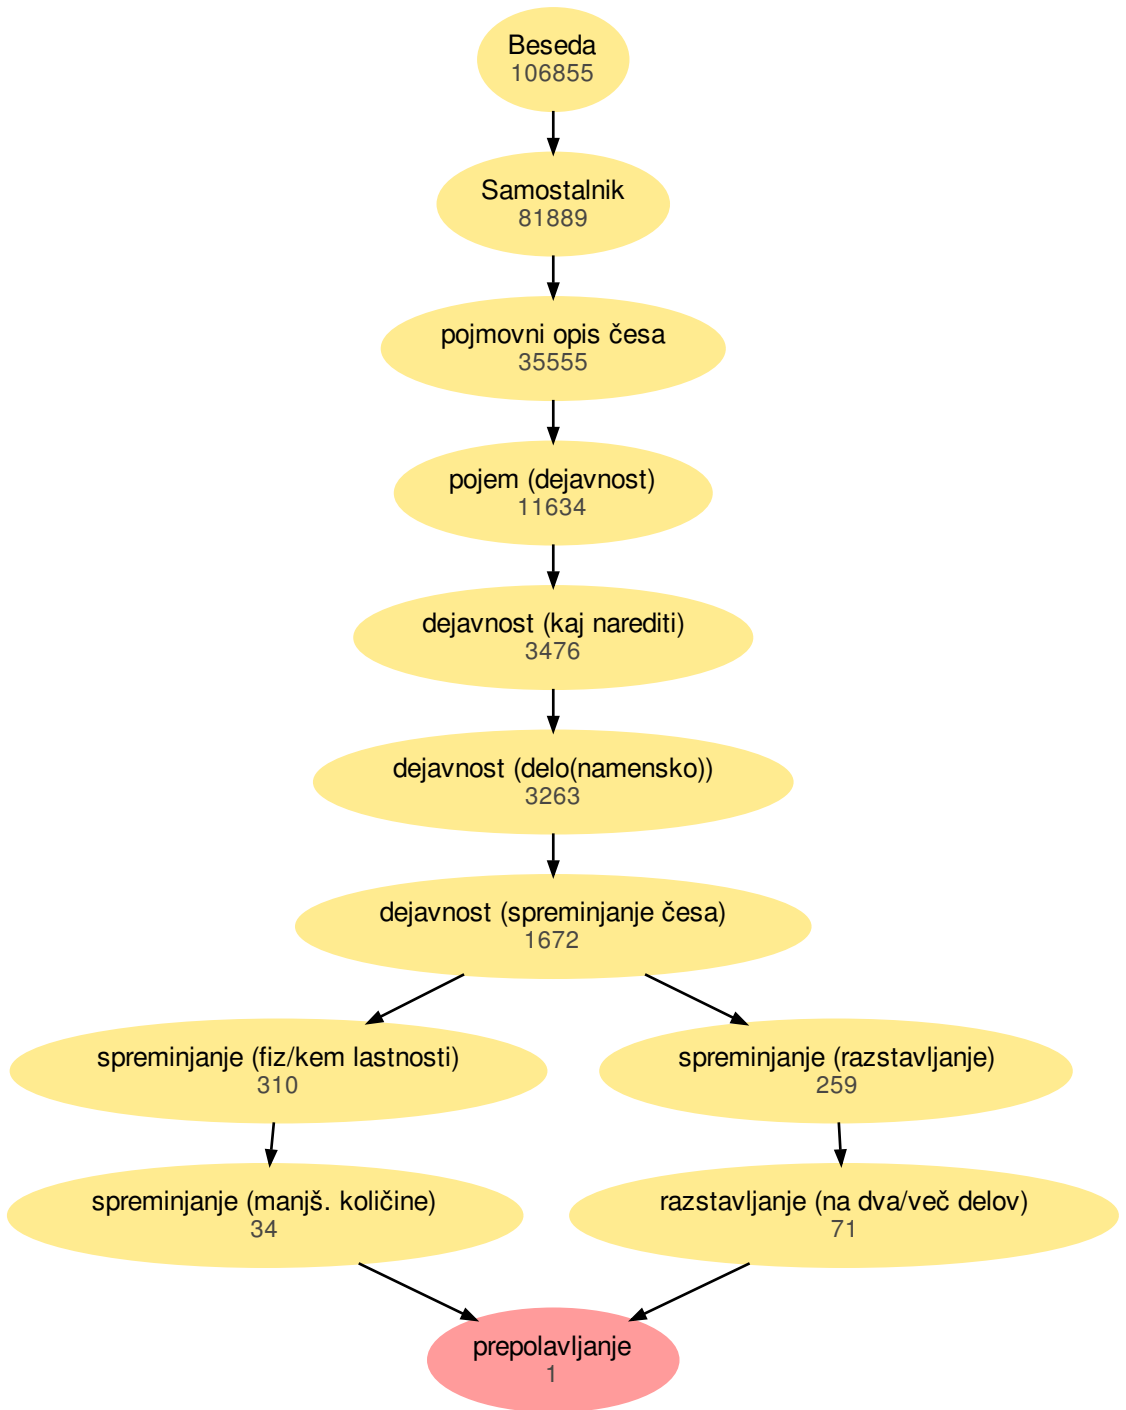 Beseda
106855
Samostalnik
81889
pojmovni opis česa
35555
pojem (dejavnost)
11634
dejavnost (kaj narediti)
3476
dejavnost (delo(namensko))
3263
dejavnost (spreminjanje česa)
1672
spreminjanje (fiz/kem lastnosti)
310
spreminjanje (razstavljanje)
259
spreminjanje (manjš. količine)
34
razstavljanje (na dva/več delov)
71
prepolavljanje
1